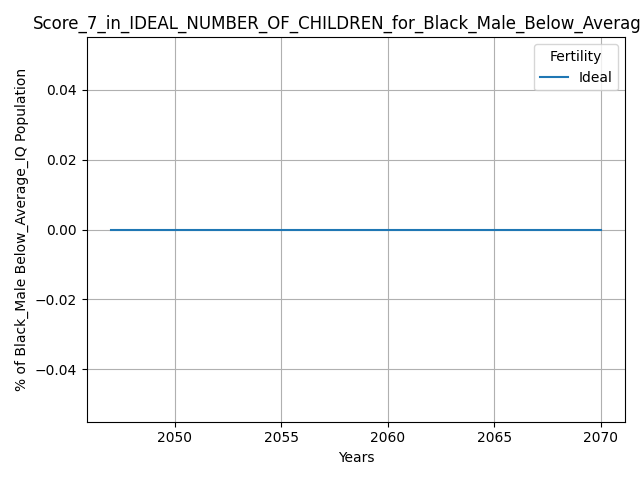 Score_7_in_IDEAL_NUMBER_OF_CHILDREN_for_Black_Male_Below_Averag
Fertility
Ideal
% of Black_Male Below_Average_IQ Population
0.04
0.02
0.00
−0.02
−0.04
2050 2055 2060 2065 2070
Years